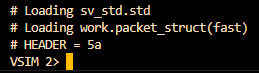 # Loading sv_std.std
# Loading work.packet_struct(fast)
# HEADER = 5a
VSIM 2>